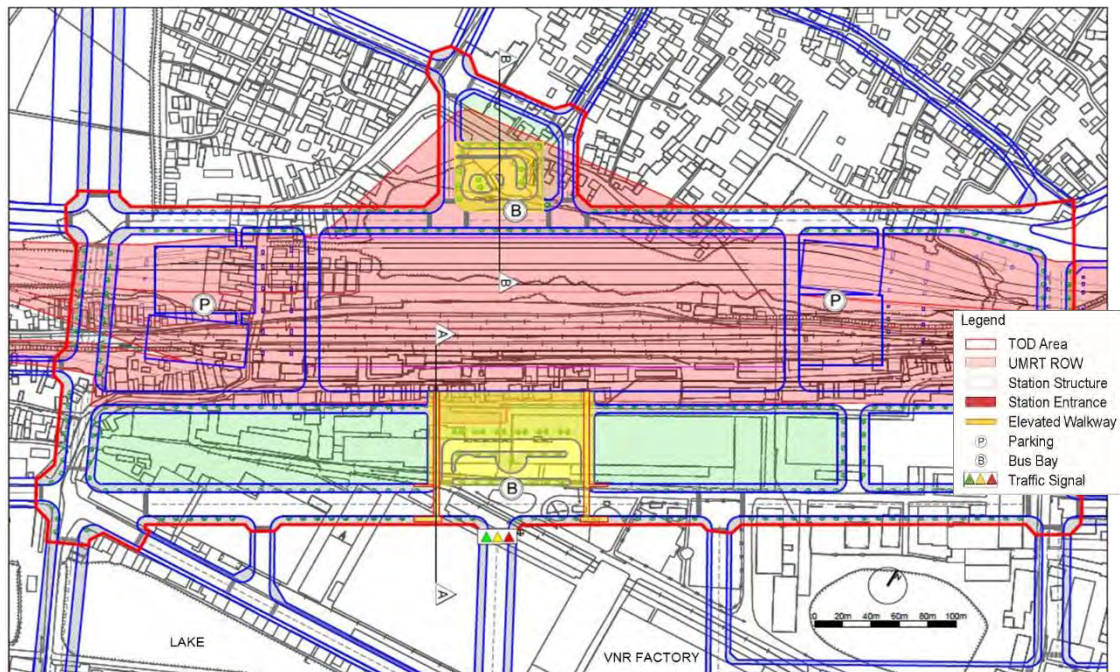 B
B
B
P
P
A
B
A
Legend
TOD Area
UMRT ROW
Station Structure
Station Entrance
Elevated Walkway
P Parking
B Bus Bay
Traffic Signal
0 20m 40m 60m 80m 100m
LAKE
VNR FACTORY